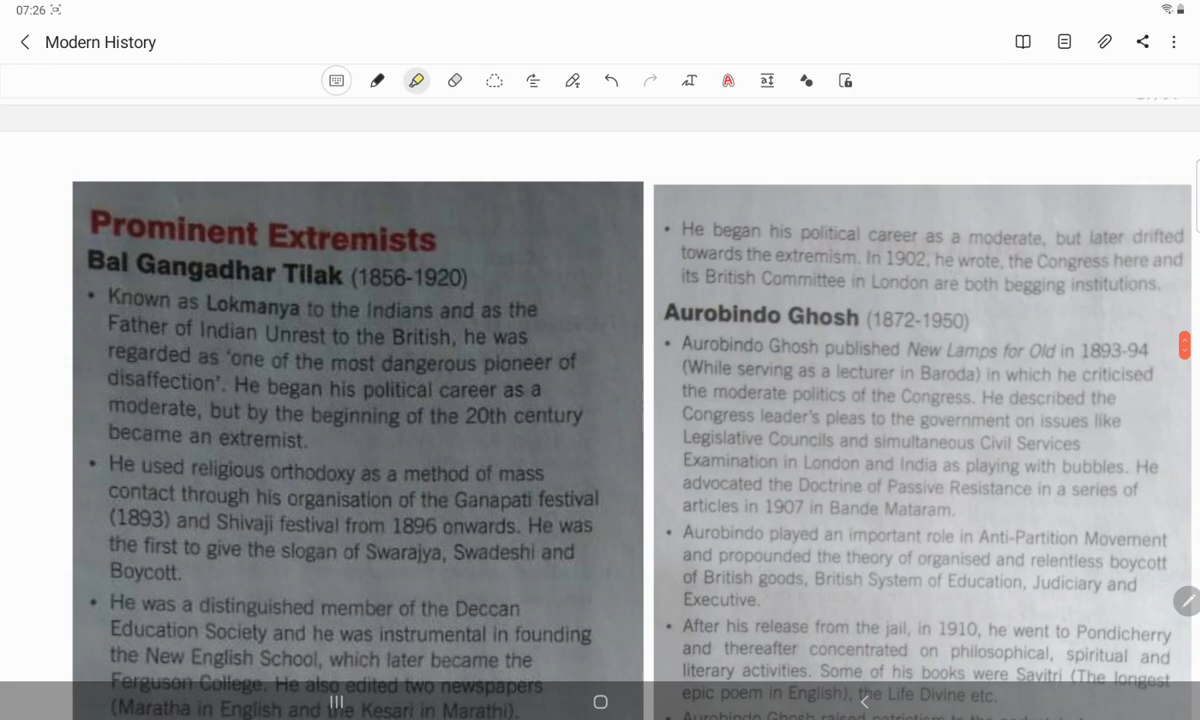 07:26
Modern History
Prominent Extremists
Bal Gangadhar Tilak (1856-1920)
• Known as Lokmanya to the Indians and as the
Father of Indian Unrest to the British, he was
regarded as 'one of the most dangerous pioneer of
disaffection'. He began his political career as a
moderate, but by the beginning of the 20th century
became an extremist.
• He used religious orthodoxy as a method of mass
contact through his organisation of the Ganapati festival
(1893) and Shivaji festival from 1896 onwards. He was
the first to give the slogan of Swarajya, Swadeshi and
Boycott.
• He was a distinguished member of the Deccan
Education Society and he was instrumental in founding
the New English School, which later became the
Ferguson College. He also edited two newspapers
(Maratha in English and the Kesari in Marathi).
• He began his political career as a moderate, but later drifted
towards the extremism. In 1902, he wrote, the Congress here and
its British Committee in London are both begging institutions.
Aurobindo Ghosh (1872-1950)
• Aurobindo Ghosh published New Lamps for Old in 1893-94
(While serving as a lecturer in Baroda) in which he criticised
the moderate politics of the Congress. He described the
Congress leader's pleas to the government on issues like
Legislative Councils and simultaneous Civil Services
Examination in London and India as playing with bubbles. He
advocated the Doctrine of Passive Resistance in a series of
articles in 1907 in Bande Mataram.
• Aurobindo played an important role in Anti-Partition Movement
and propounded the theory of organised and relentless boycott
of British goods, British System of Education, Judiciary and
Executive.
• After his release from the jail, in 1910, he went to Pondicherry
and thereafter concentrated on philosophical, spiritual and
literary activities. Some of his books were Savitri (The longest
epic poem in English), the Life Divine etc.
• Aurobindo Ghosh raised patriotism to the